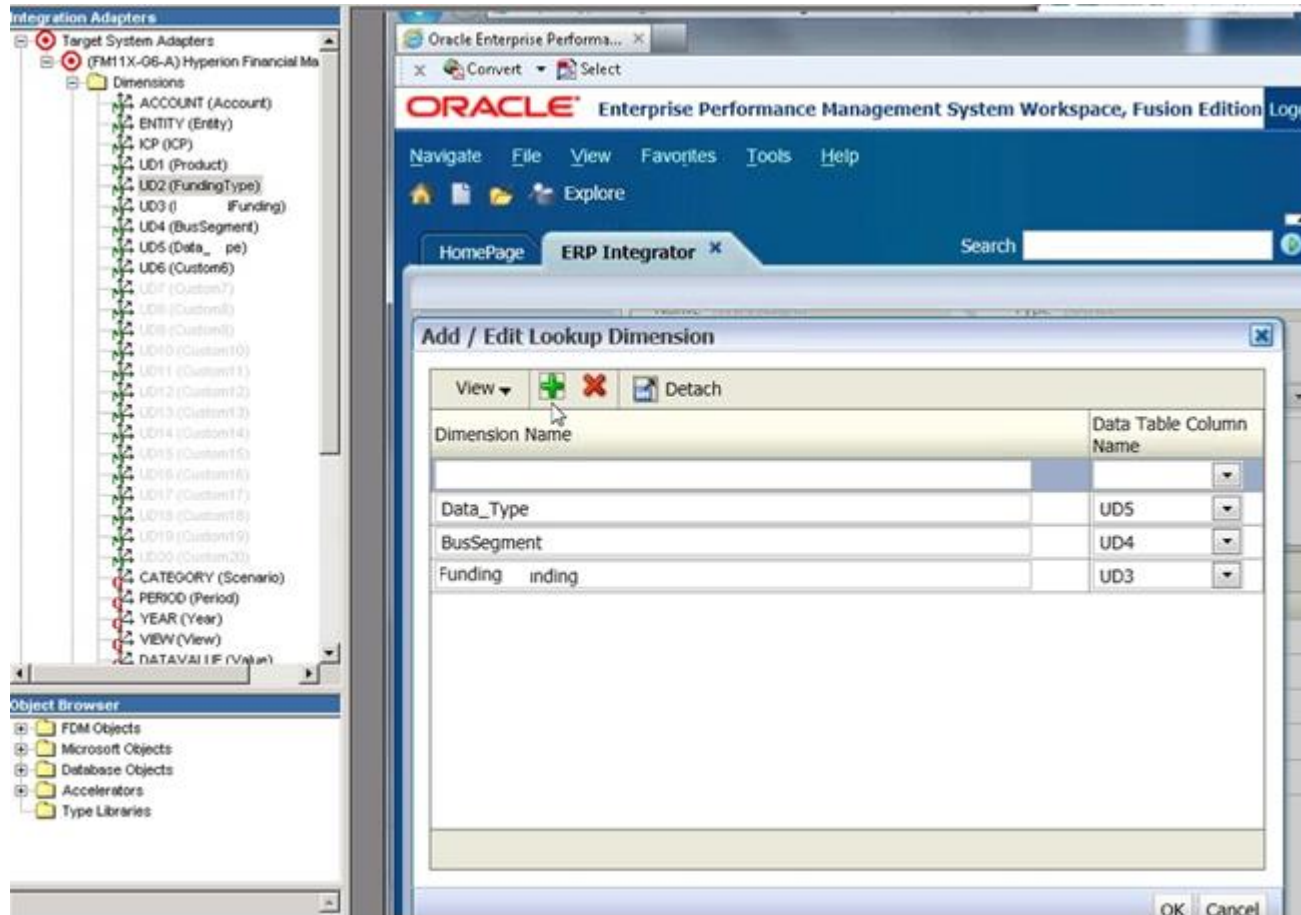 Integration Adapters
Target System Adapters
(FM11X-G6-A) Hyperion Financial Ma
Dimensions
ACCOUNT (Account)
ENTITY (Entity)
ICP (ICP)
UD1 (Product)
UD2 (FundingType)
UD3 ( Funding)
UD4 (BusSegment)
UD5 (Data_ pe)
UD6 (Custom6)
UD7 (Custom7)
UD8 (Custom8)
UD9 (Custom9)
UD10 (Custom10)
UD11 (Custom11)
UD12 (Custom12)
UD13 (Custom13)
UD14 (Custom14)
UD15 (Custom15)
UD16 (Custom16)
UD17 (Custom17)
UD18 (Custom18)
UD19 (Custom19)
UD20 (Custom20)
CATEGORY (Scenario)
PERIOD (Period)
YEAR (Year)
VIEW (View)
DATAVALUE (Value)
Object Browser
FDM Objects
Microsoft Objects
Database Objects
Accelerators
Type Libraries
Oracle Enterprise Performa...
x Convert Select
ORACLE Enterprise Performance Management System Workspace, Fusion Edition Log
Navigate File View Favorites Tools Help
Explore
HomePage ERP Integrator Search
Add / Edit Lookup Dimension
View Detach
Dimension Name Data Table Column Name
Data_Type UD5
BusSegment UD4
Funding nding UD3
OK Cancel